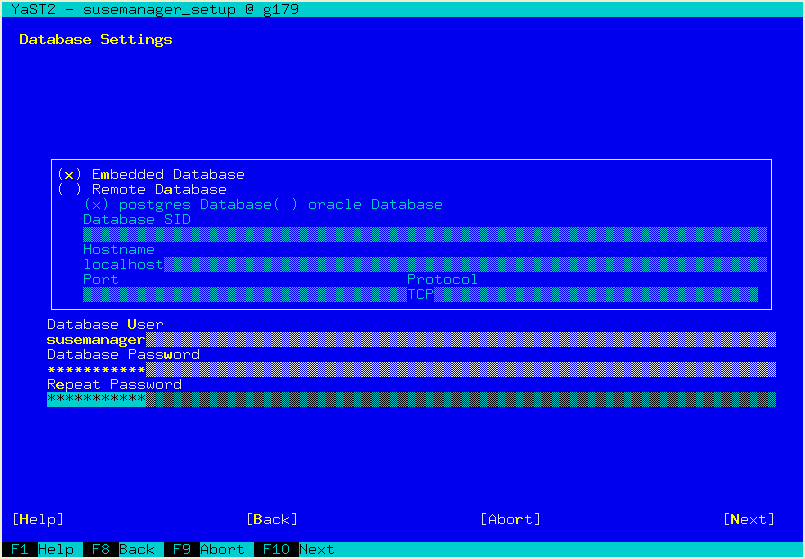 YaST2 - susemanager_setup @ g179
Database Settings
(x) Embedded Database
( ) Remote Database
(x) postgres Database( ) oracle Database
Database SID
Hostname
localhost
Port Protocol
TCP
Database User
susemanager
Database Password
***********
Repeat Password
***********
[Help] [Back] [Abort] [Next]
F1 Help F8 Back F9 Abort F10 Next